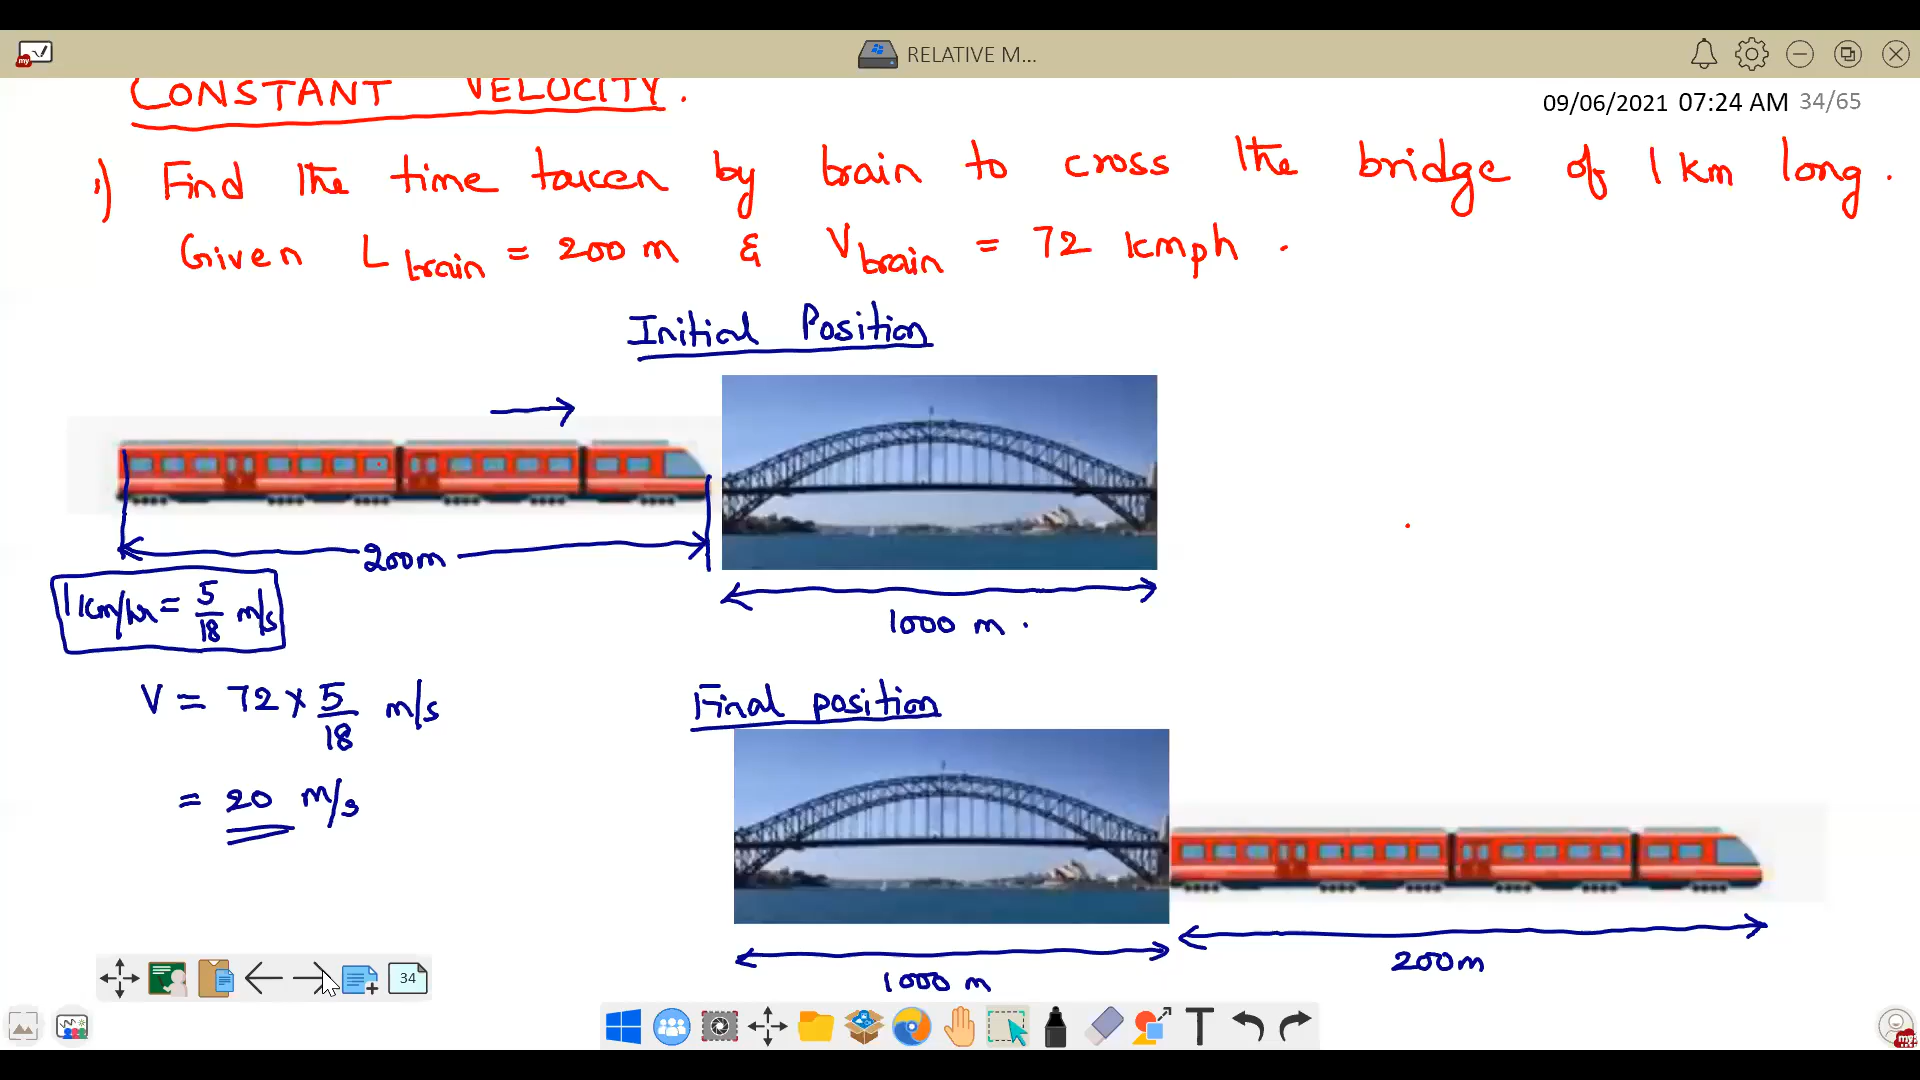 RELATIVE M...
09/06/2021 07:24 AM 34/65
CONSTANT VELOCITY.
1) Find the time taken by train to cross the bridge of 1 km long.
Given L train = 200 m & V train = 72 kmph.
Initial Position
200m
1000 m.
1 km/hr = 5/18 m/s
V = 72 x 5/18 m/s
= 20 m/s
Final position
1000 m
200m
34